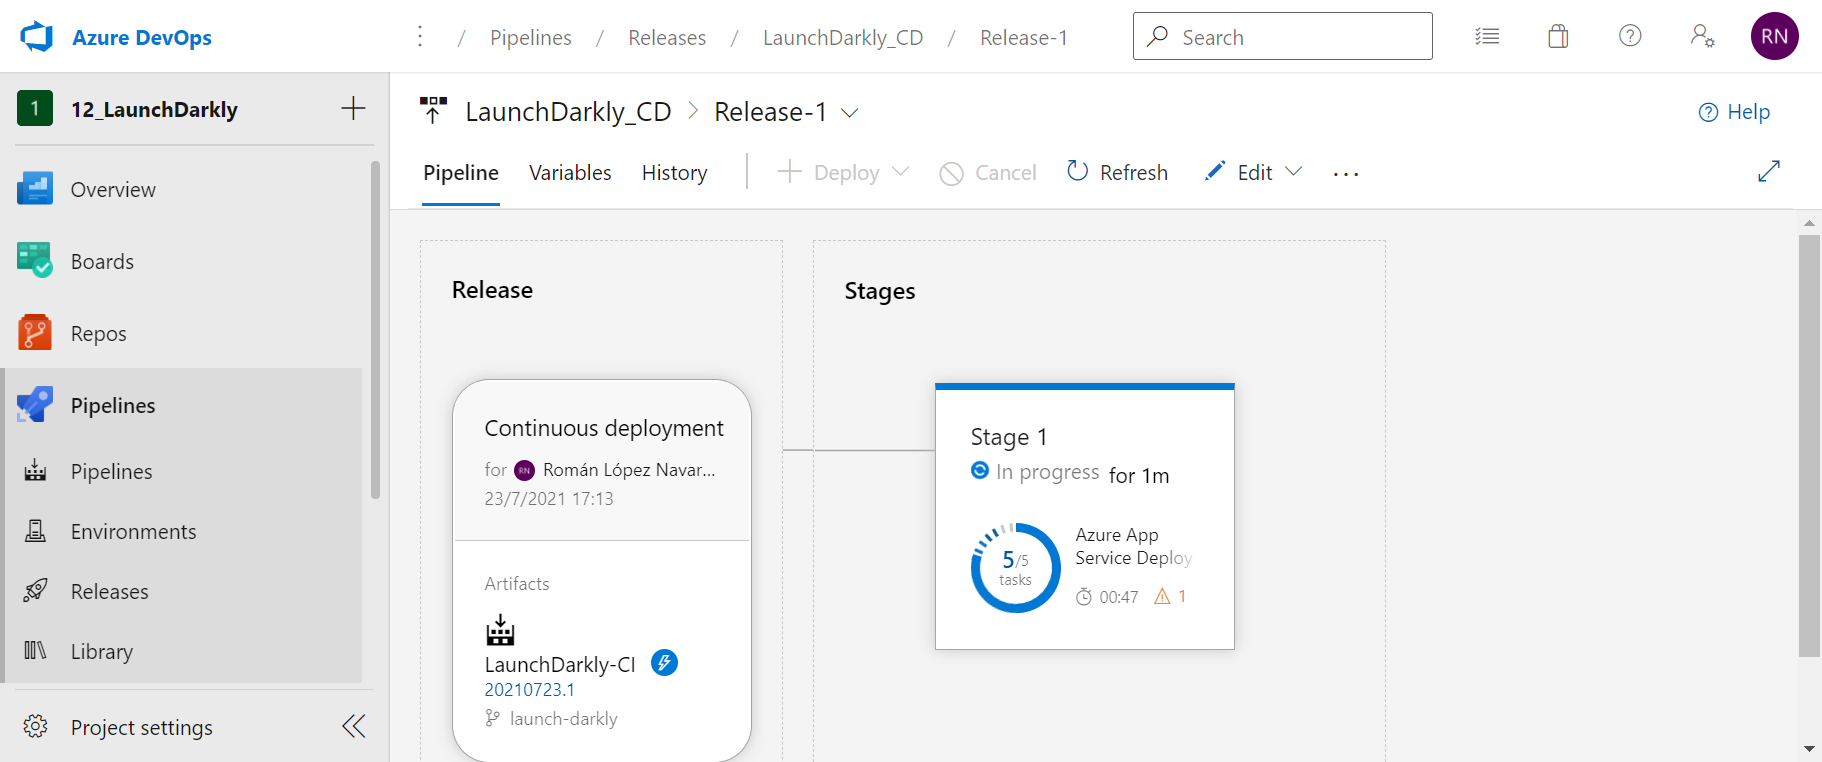 Azure DevOps
/ Pipelines / Releases / LaunchDarkly_CD / Release-1
Search
RN
1 12_LaunchDarkly
LaunchDarkly_CD > Release-1
Help
Pipeline Variables History Deploy Cancel Refresh Edit ...
Overview
Boards
Repos
Pipelines
Pipelines
Environments
Releases
Library
Project settings
Release
Continuous deployment
for RN Román López Navar...
23/7/2021 17:13
Artifacts
LaunchDarkly-CI
20210723.1
launch-darkly
Stages
Stage 1
In progress for 1m
5/5
tasks
Azure App
Service Deploy
00:47 1